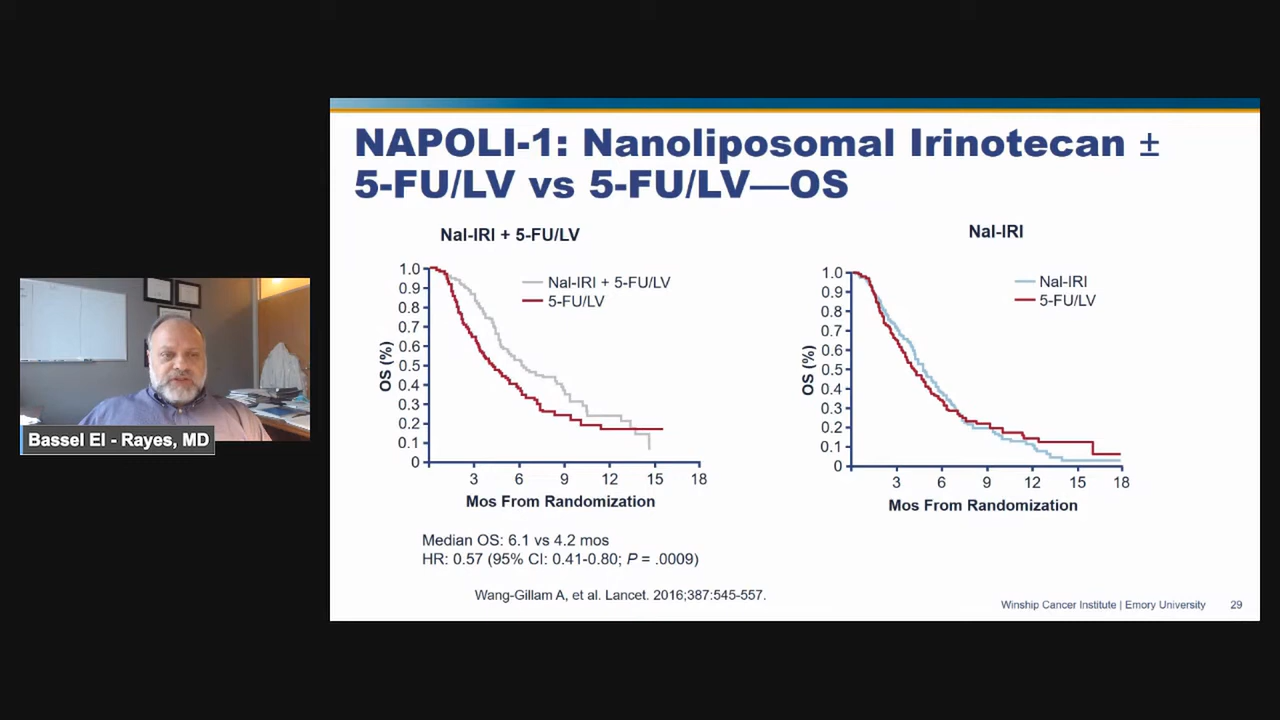 NAPOLI-1: Nanoliposomal Irinotecan ±
5-FU/LV vs 5-FU/LV—OS
Nal-IRI + 5-FU/LV
OS (%)
1.0
0.9
0.8
0.7
0.6
0.5
0.4
0.3
0.2
0.1
0
Nal-IRI + 5-FU/LV
5-FU/LV
3 6 9 12 15 18
Mos From Randomization
Median OS: 6.1 vs 4.2 mos
HR: 0.57 (95% CI: 0.41-0.80; P = .0009)
Nal-IRI
OS (%)
1.0
0.9
0.8
0.7
0.6
0.5
0.4
0.3
0.2
0.1
0
Nal-IRI
5-FU/LV
3 6 9 12 15 18
Mos From Randomization
Wang-Gillam A, et al. Lancet. 2016;387:545-557.
Winship Cancer Institute | Emory University 29
Bassel El - Rayes, MD